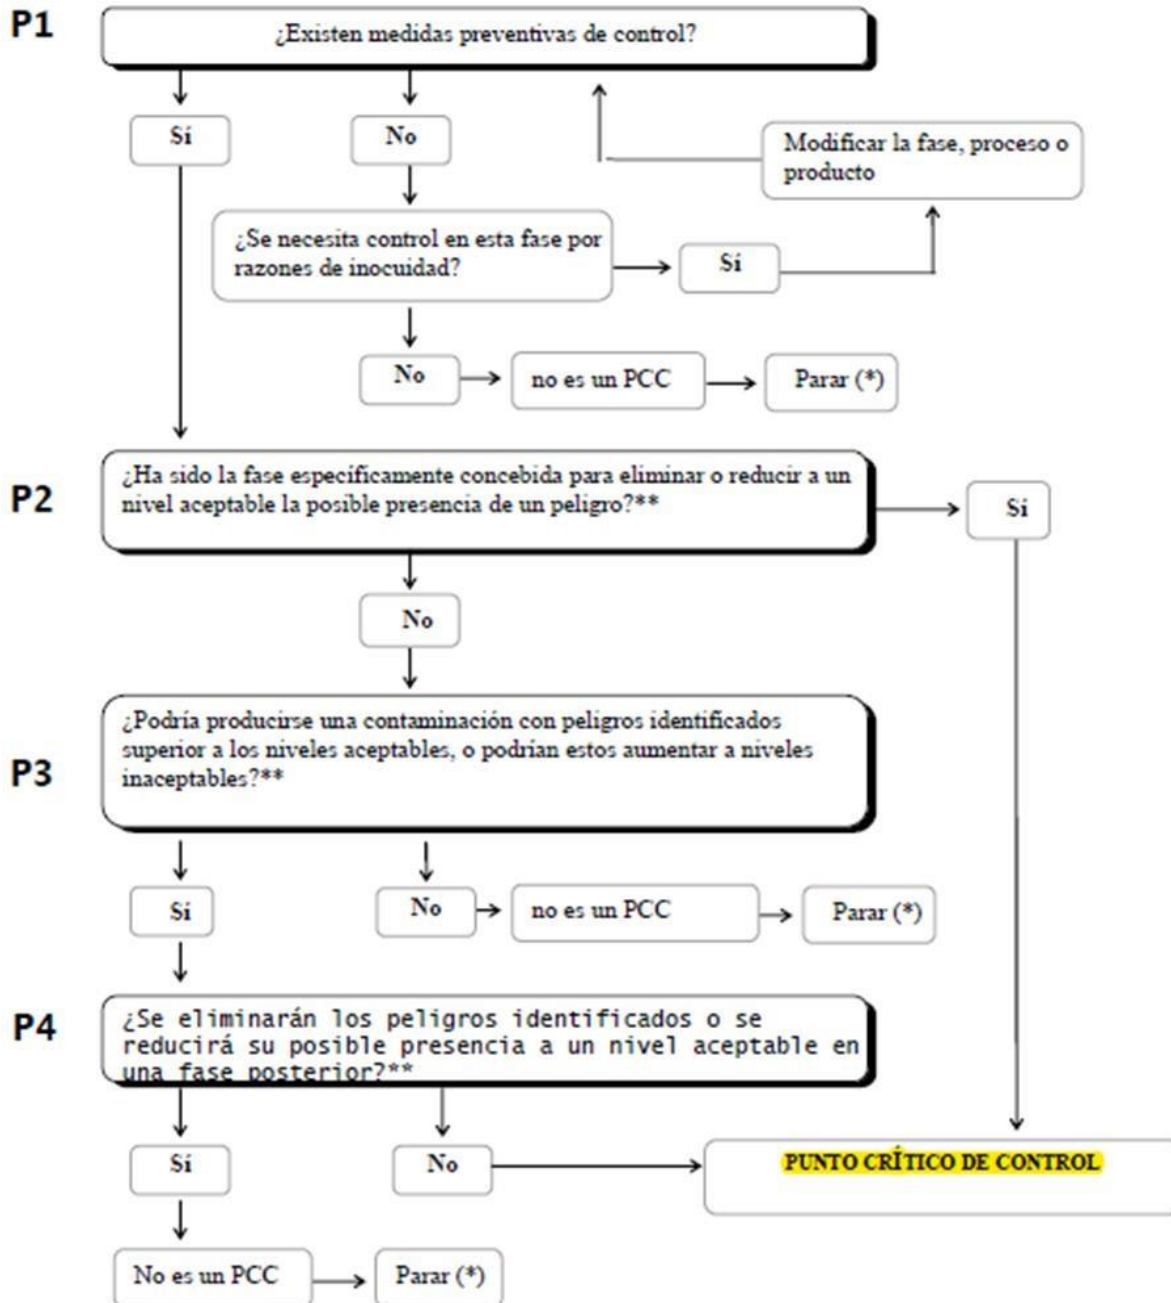 P1
¿Existen medidas preventivas de control?
Sí
No
Modificar la fase, proceso o
producto
¿Se necesita control en esta fase por
razones de inocuidad?
Sí
No
no es un PCC
Parar (*)
P2
¿Ha sido la fase específicamente concebida para eliminar o reducir a un
nivel aceptable la posible presencia de un peligro?**
Sí
No
P3
¿Podría producirse una contaminación con peligros identificados
superior a los niveles aceptables, o podrían estos aumentar a niveles
inaceptables?**
Sí
No
no es un PCC
Parar (*)
P4
¿Se eliminarán los peligros identificados o se
reducirá su posible presencia a un nivel aceptable en
una fase posterior?**
Sí
No
PUNTO CRÍTICO DE CONTROL
No es un PCC
Parar (*)